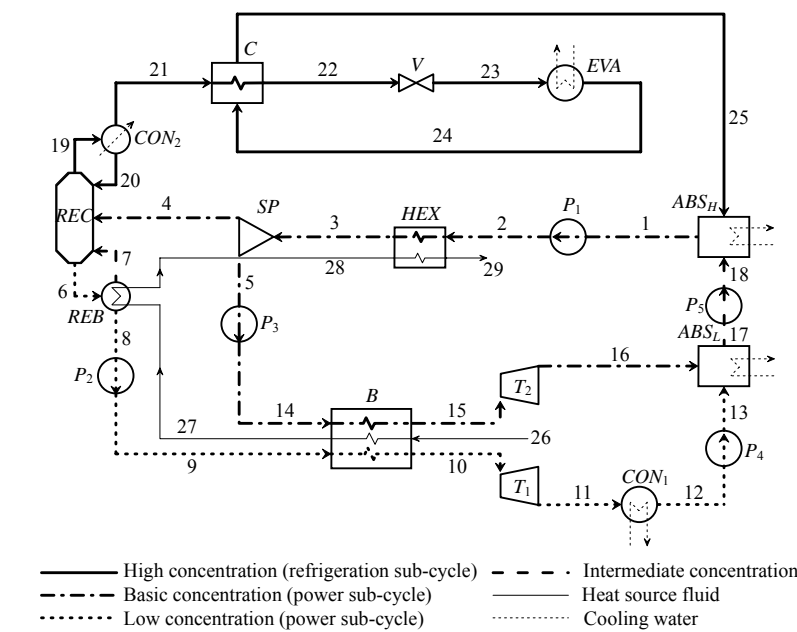 C
21
22
V
23
EVA
19
CON2
24
25
20
REC
4
SP
3
HEX
2
P1
1
ABSH
7
28
29
18
6
REB
5
P5
8
P3
ABSL
17
P2
16
T2
B
14
15
27
26
13
9
10
P4
T1
11
CON1
12
High concentration (refrigeration sub-cycle)
Intermediate concentration
Basic concentration (power sub-cycle)
Heat source fluid
Low concentration (power sub-cycle)
Cooling water